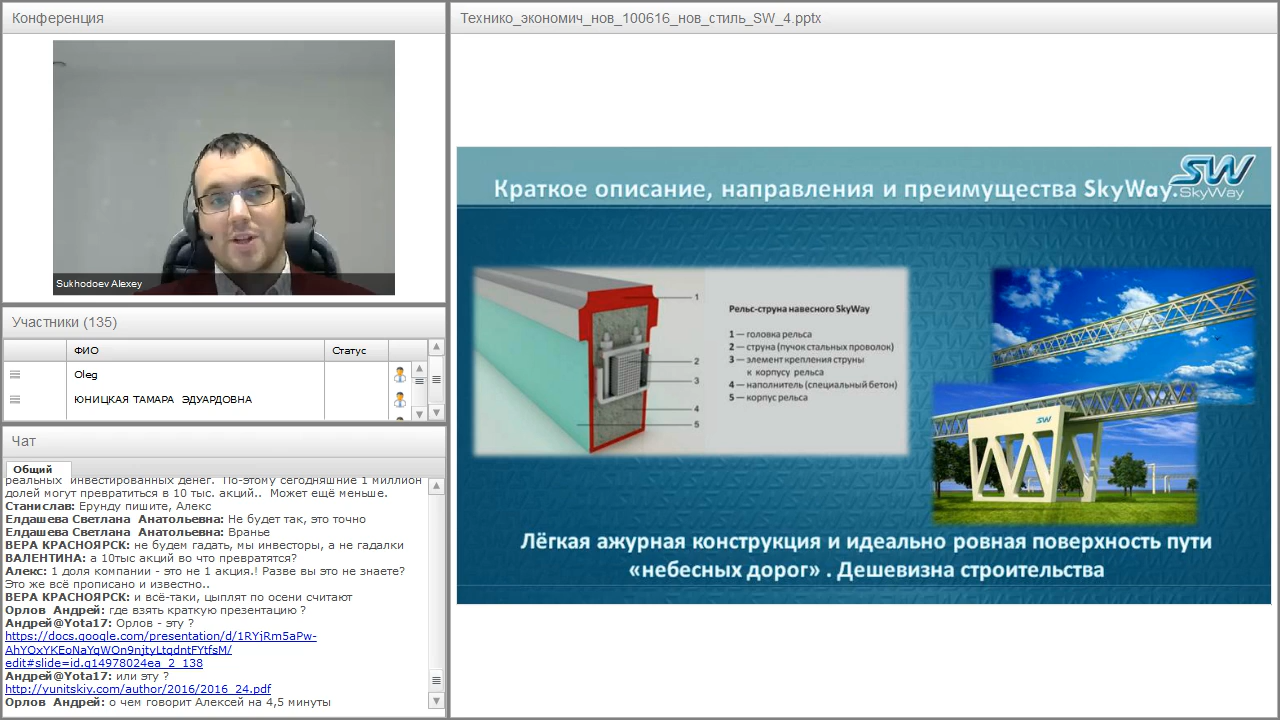 Конференция
Sukhodoev Alexey
Участники (135)
ФИО Статус
Oleg
ЮНИЦКАЯ ТАМАРА ЭДУАРДОВНА
Чат
Общий
реальных инвестированных денег. По-этому сегодняшние 1 миллион
долей могут превратиться в 10 тыс. акций.. Может ещё меньше.
Станислав: Ерунду пишите, Алекс
Елдашева Светлана Анатольевна: Не будет так, это точно
Елдашева Светлана Анатольевна: Вранье
ВЕРА КРАСНОЯРСК: не будем гадать, мы инвесторы, а не гадалки
ВАЛЕНТИНА: а 10тыс акций во что превратятся?
Алекс: 1 доля компании - это не 1 акция.! Разве вы это не знаете?
Это же всё прописано и известно..
ВЕРА КРАСНОЯРСК: и всё-таки, цыплят по осени считают
Орлов Андрей: где взять краткую презентацию ?
Андрей@Yota17: Орлов - эту ?
https://docs.google.com/presentation/d/1RYjRm5aPw-
AhYOxYKEoNaYgWOn9njtyLtqdntFYtfsM/
edit#slide=id.g14978024ea_2_138
Андрей@Yota17: или эту ?
http://yunitskiy.com/author/2016/2016_24.pdf
Орлов Андрей: о чем говорит Алексей на 4,5 минуты
Технико_экономич_нов_100616_нов_стиль_SW_4.pptx
SW
SkyWay
Краткое описание, направления и преимущества SkyWay.
1
2
3
4
5
Рельс-струна навесного SkyWay
1 — головка рельса
2 — струна (пучок стальных проволок)
3 — элемент крепления струны
к корпусу рельса
4 — наполнитель (специальный бетон)
5 — корпус рельса
SW
Лёгкая ажурная конструкция и идеально ровная поверхность пути
«небесных дорог» . Дешевизна строительства